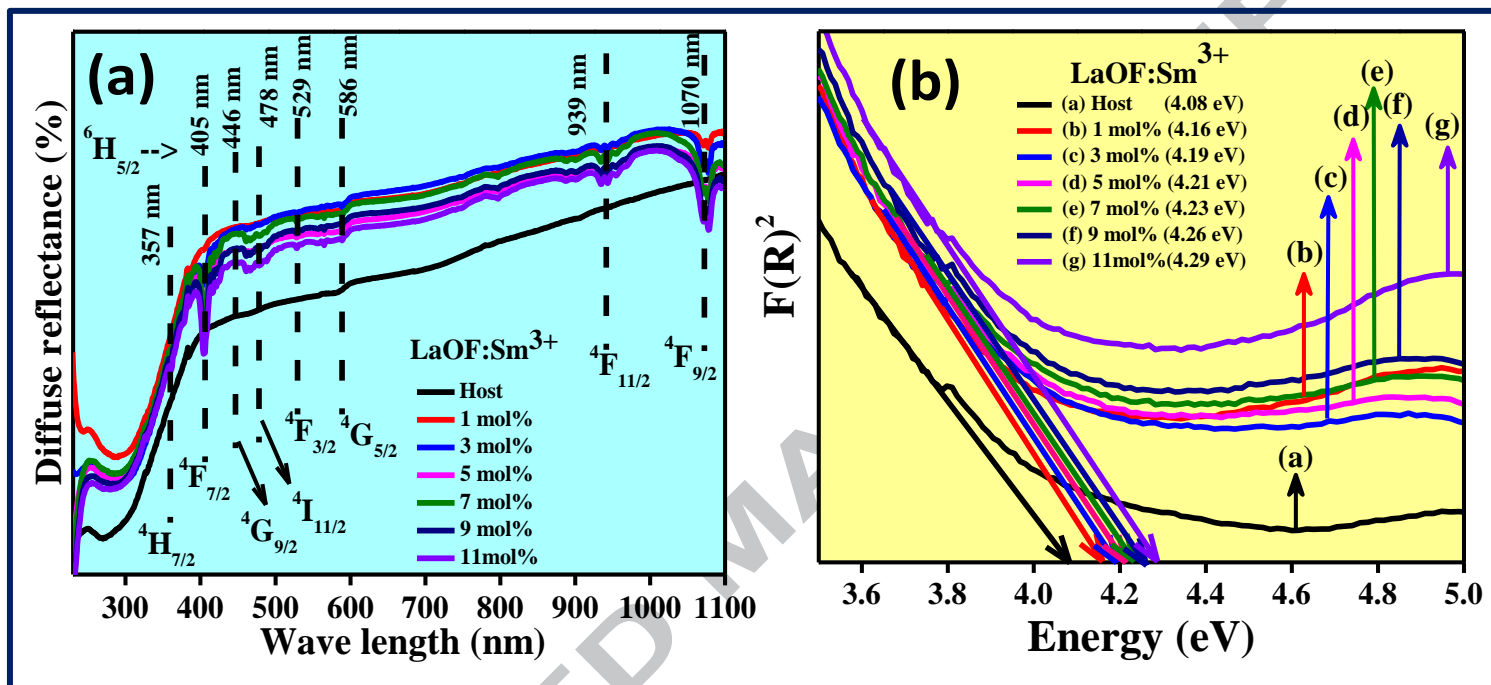 (a)
Diffuse reflectance (%)
⁶H₅/₂-->
357 nm
405 nm
446 nm
478 nm
529 nm
586 nm
939 nm
1070 nm
⁴H₇/₂
⁴F₇/₂
⁴G₉/₂
⁴I₁₁/₂
⁴F₃/₂
⁴G₅/₂
⁴F₁₁/₂
⁴F₉/₂
LaOF:Sm³⁺
Host
1 mol%
3 mol%
5 mol%
7 mol%
9 mol%
11mol%
300 400 500 600 700 800 900 1000 1100
Wave length (nm)
(b)
F(R)²
LaOF:Sm³⁺
(a) Host (4.08 eV)
(b) 1 mol% (4.16 eV)
(c) 3 mol% (4.19 eV)
(d) 5 mol% (4.21 eV)
(e) 7 mol% (4.23 eV)
(f) 9 mol% (4.26 eV)
(g) 11mol%(4.29 eV)
(a)
(b)
(c)
(d)
(e)
(f)
(g)
3.6 3.8 4.0 4.2 4.4 4.6 4.8 5.0
Energy (eV)